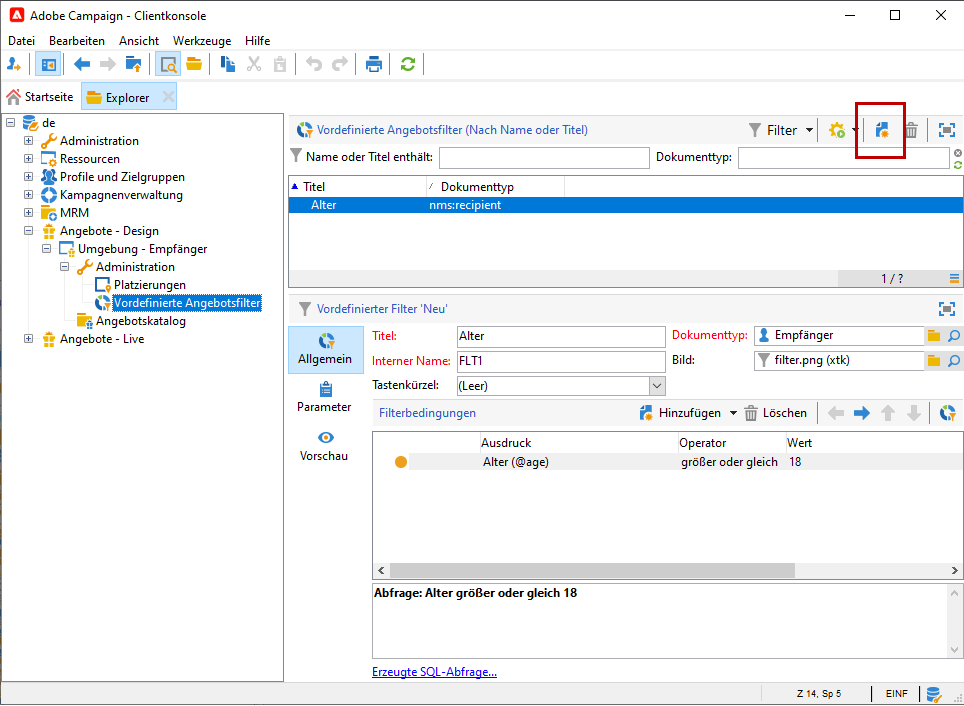 Adobe Campaign - Clientkonsole
Datei Bearbeiten Ansicht Werkzeuge Hilfe
Startseite Explorer
de
Administration
Ressourcen
Profile und Zielgruppen
Kampagnenverwaltung
MRM
Angebote - Design
Umgebung - Empfänger
Administration
Platzierungen
Vordefinierte Angebotsfilter
Angebotskatalog
Angebote - Live
Vordefinierte Angebotsfilter (Nach Name oder Titel) Filter
Name oder Titel enthält: Dokumenttyp:
Titel Dokumenttyp
Alter nms:recipient
1 / ?
Vordefinierter Filter 'Neu'
Allgemein
Parameter
Vorschau
Titel: Alter Dokumenttyp: Empfänger
Interner Name: FLT1 Bild: filter.png (xtk)
Tastenkürzel: (Leer)
Filterbedingungen Hinzufügen Löschen
Ausdruck Operator Wert
Alter (@age) größer oder gleich 18
Abfrage: Alter größer oder gleich 18
Erzeugte SQL-Abfrage...
Z 14, Sp 5 EINF